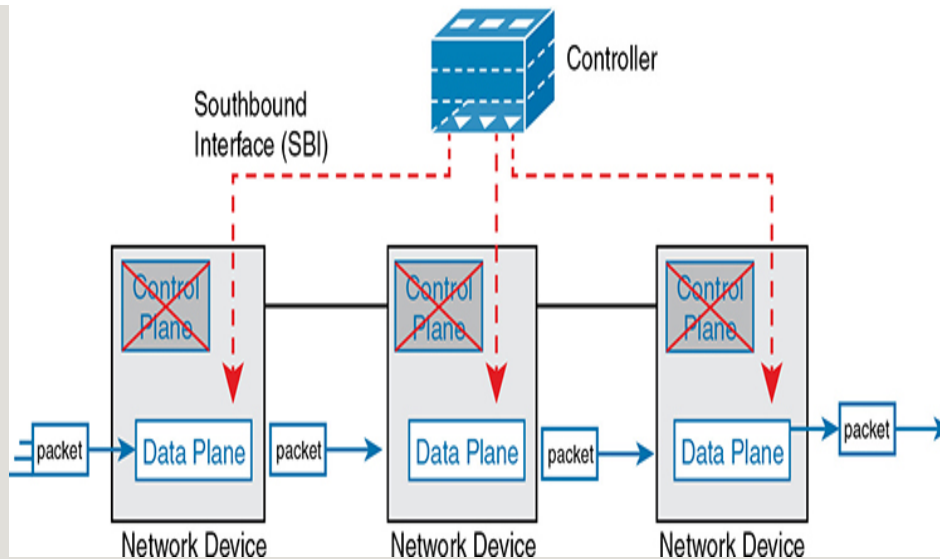 Controller
Southbound
Interface (SBI)
Control
Plane
Control
Plane
Control
Plane
packet
Data Plane
packet
Data Plane
packet
Data Plane
packet
Network Device
Network Device
Network Device